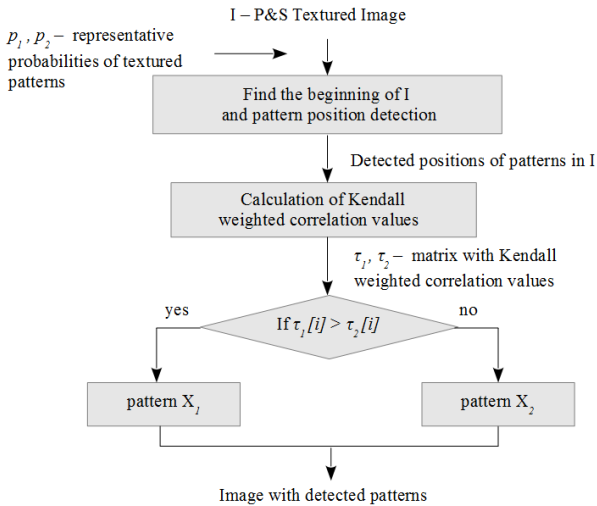 I – P&S Textured Image
p1 , p2 – representative
probabilities of textured
patterns
Find the beginning of I
and pattern position detection
Detected positions of patterns in I
Calculation of Kendall
weighted correlation values
τ1, τ2 – matrix with Kendall
weighted correlation values
yes
no
If τ1[i] > τ2[i]
pattern X1
pattern X2
Image with detected patterns